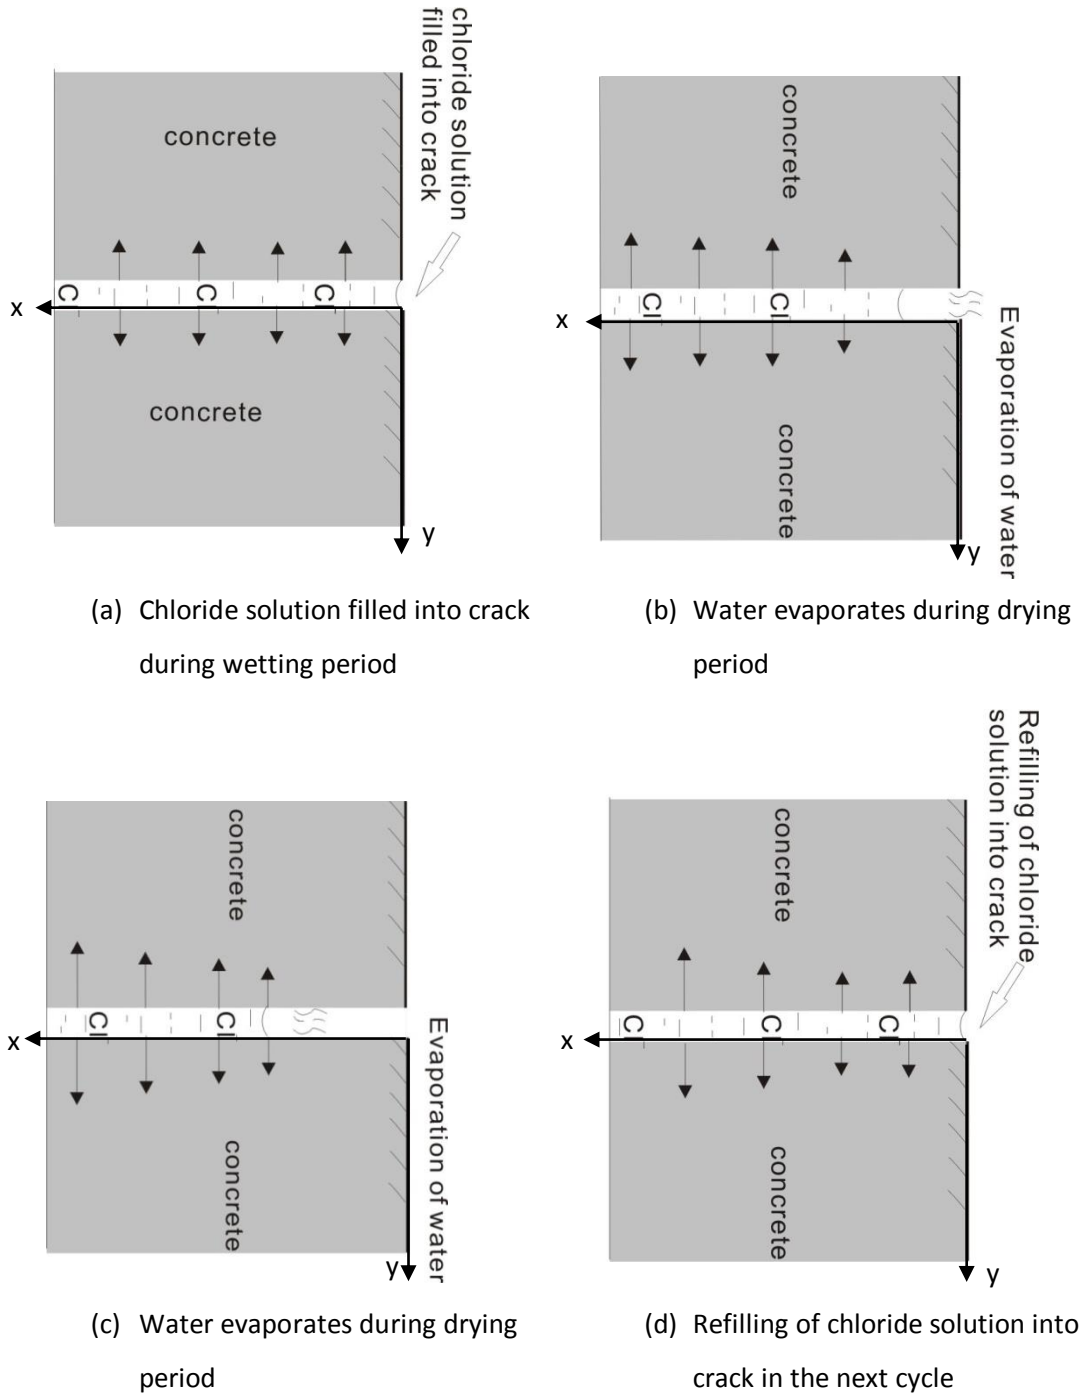 chloride solution
filled into crack
concrete
Cl
Cl
Cl
x
concrete
y
concrete
Cl
Cl
x
concrete
Evaporation of water
y
(a) Chloride solution filled into crack
during wetting period
(b) Water evaporates during drying
period
concrete
Cl
Cl
x
concrete
Evaporation of water
y
Refilling of chloride
solution into crack
concrete
Cl
Cl
Cl
x
concrete
y
(c) Water evaporates during drying
period
(d) Refilling of chloride solution into
crack in the next cycle